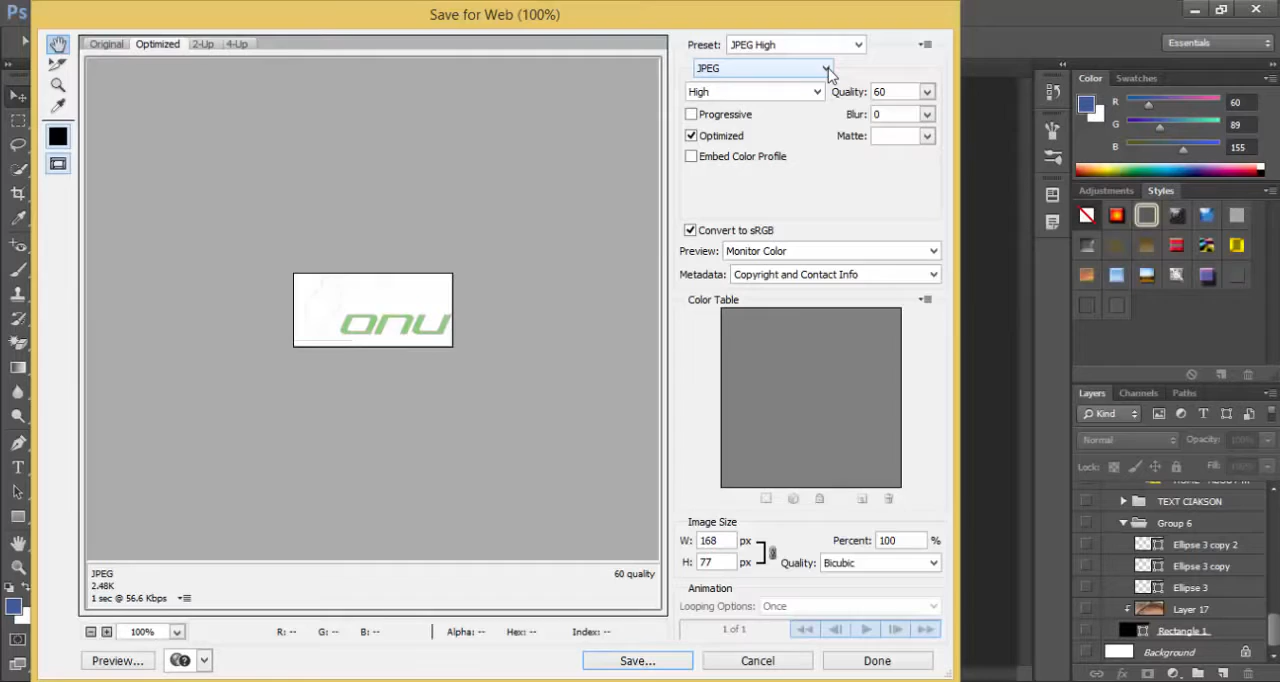 Ps
Save for Web (100%)
Essentials
Original Optimized 2-Up 4-Up
Preset: JPEG High
JPEG
High
Quality: 60
Progressive
Blur: 0
Optimized
Matte:
Embed Color Profile
Convert to sRGB
Preview: Monitor Color
Metadata: Copyright and Contact Info
Color Table
onu
Image Size
W: 168 px
Percent: 100 %
H: 77 px
Quality: Bicubic
Animation
Looping Options: Once
1 of 1
JPEG
60 quality
2.48K
1 sec @ 56.6 Kbps
100%
R: -- G: -- B: -- Alpha: -- Hex: -- Index: --
Preview... Save... Cancel Done
Color Swatches
R 60
G 89
B 155
Adjustments Styles
Layers Channels Paths
Kind
Normal Opacity: 100%
Lock: Fill:
TEXT CIAKSON
Group 6
Ellipse 3 copy 2
Ellipse 3 copy
Ellipse 3
Layer 17
Rectangle 1
Background
fx
T